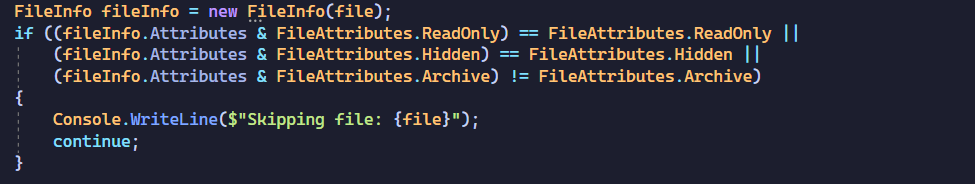 FileInfo fileInfo = new FileInfo(file);
if ((fileInfo.Attributes & FileAttributes.ReadOnly) == FileAttributes.ReadOnly ||
    (fileInfo.Attributes & FileAttributes.Hidden) == FileAttributes.Hidden ||
    (fileInfo.Attributes & FileAttributes.Archive) != FileAttributes.Archive)
{
    Console.WriteLine($"Skipping file: {file}");
    continue;
}